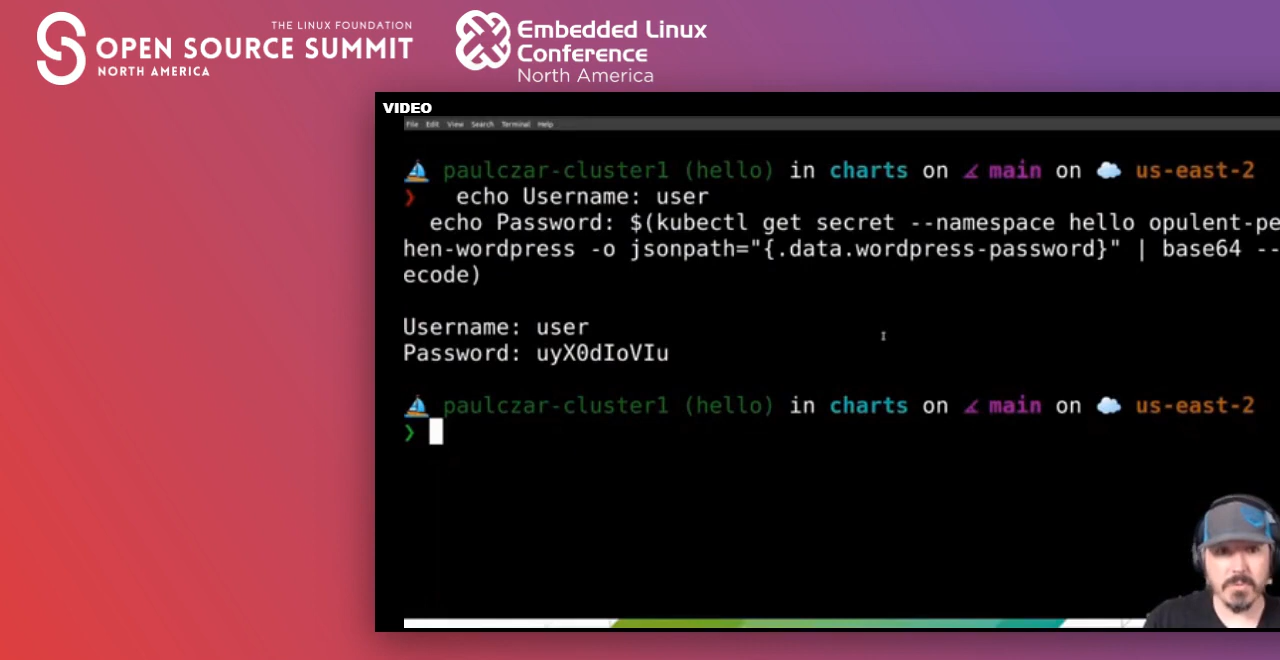 THE LINUX FOUNDATION
OPEN SOURCE SUMMIT
NORTH AMERICA
Embedded Linux
Conference
North America
VIDEO
File Edit View Search Terminal Help
paulczar-cluster1 (hello) in charts on main on us-east-2
❯ echo Username: user
echo Password: $(kubectl get secret --namespace hello opulent-pe
hen-wordpress -o jsonpath="{.data.wordpress-password}" | base64 --
ecode)
Username: user
Password: uyX0dIoVIu
paulczar-cluster1 (hello) in charts on main on us-east-2
❯